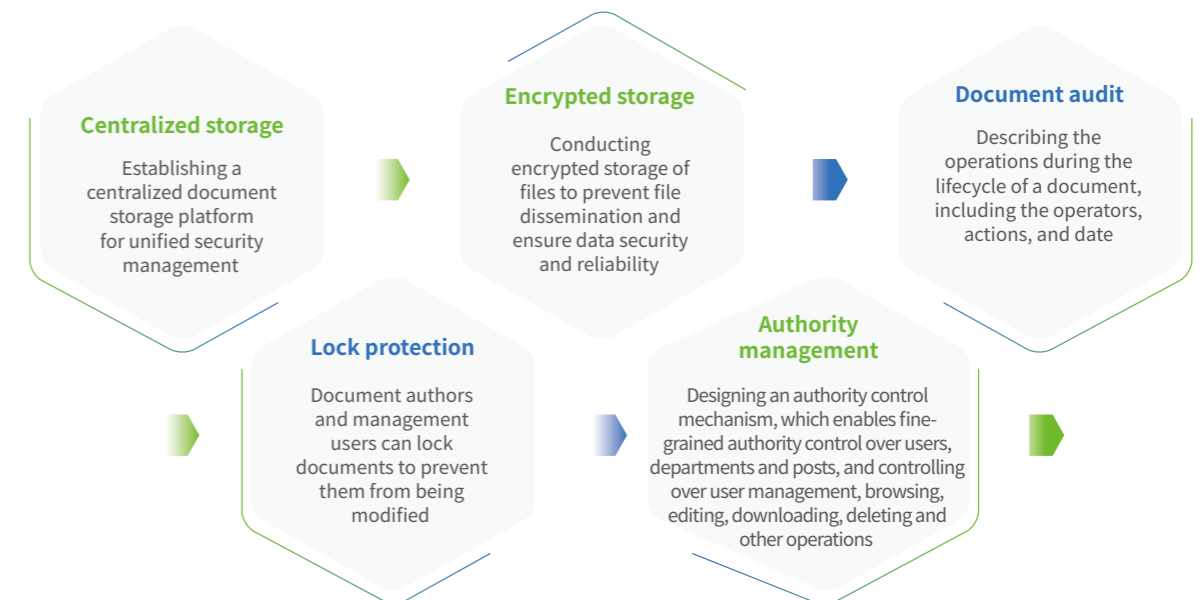 Centralized storage
Establishing a
centralized document
storage platform
for unified security
management
Encrypted storage
Conducting
encrypted storage of
files to prevent file
dissemination and
ensure data security
and reliability
Document audit
Describing the
operations during the
lifecycle of a document,
including the operators,
actions, and date
Lock protection
Document authors
and management
users can lock
documents to prevent
them from being
modified
Authority
management
Designing an authority control
mechanism, which enables fine-
grained authority control over users,
departments and posts, and controlling
over user management, browsing,
editing, downloading, deleting and
other operations